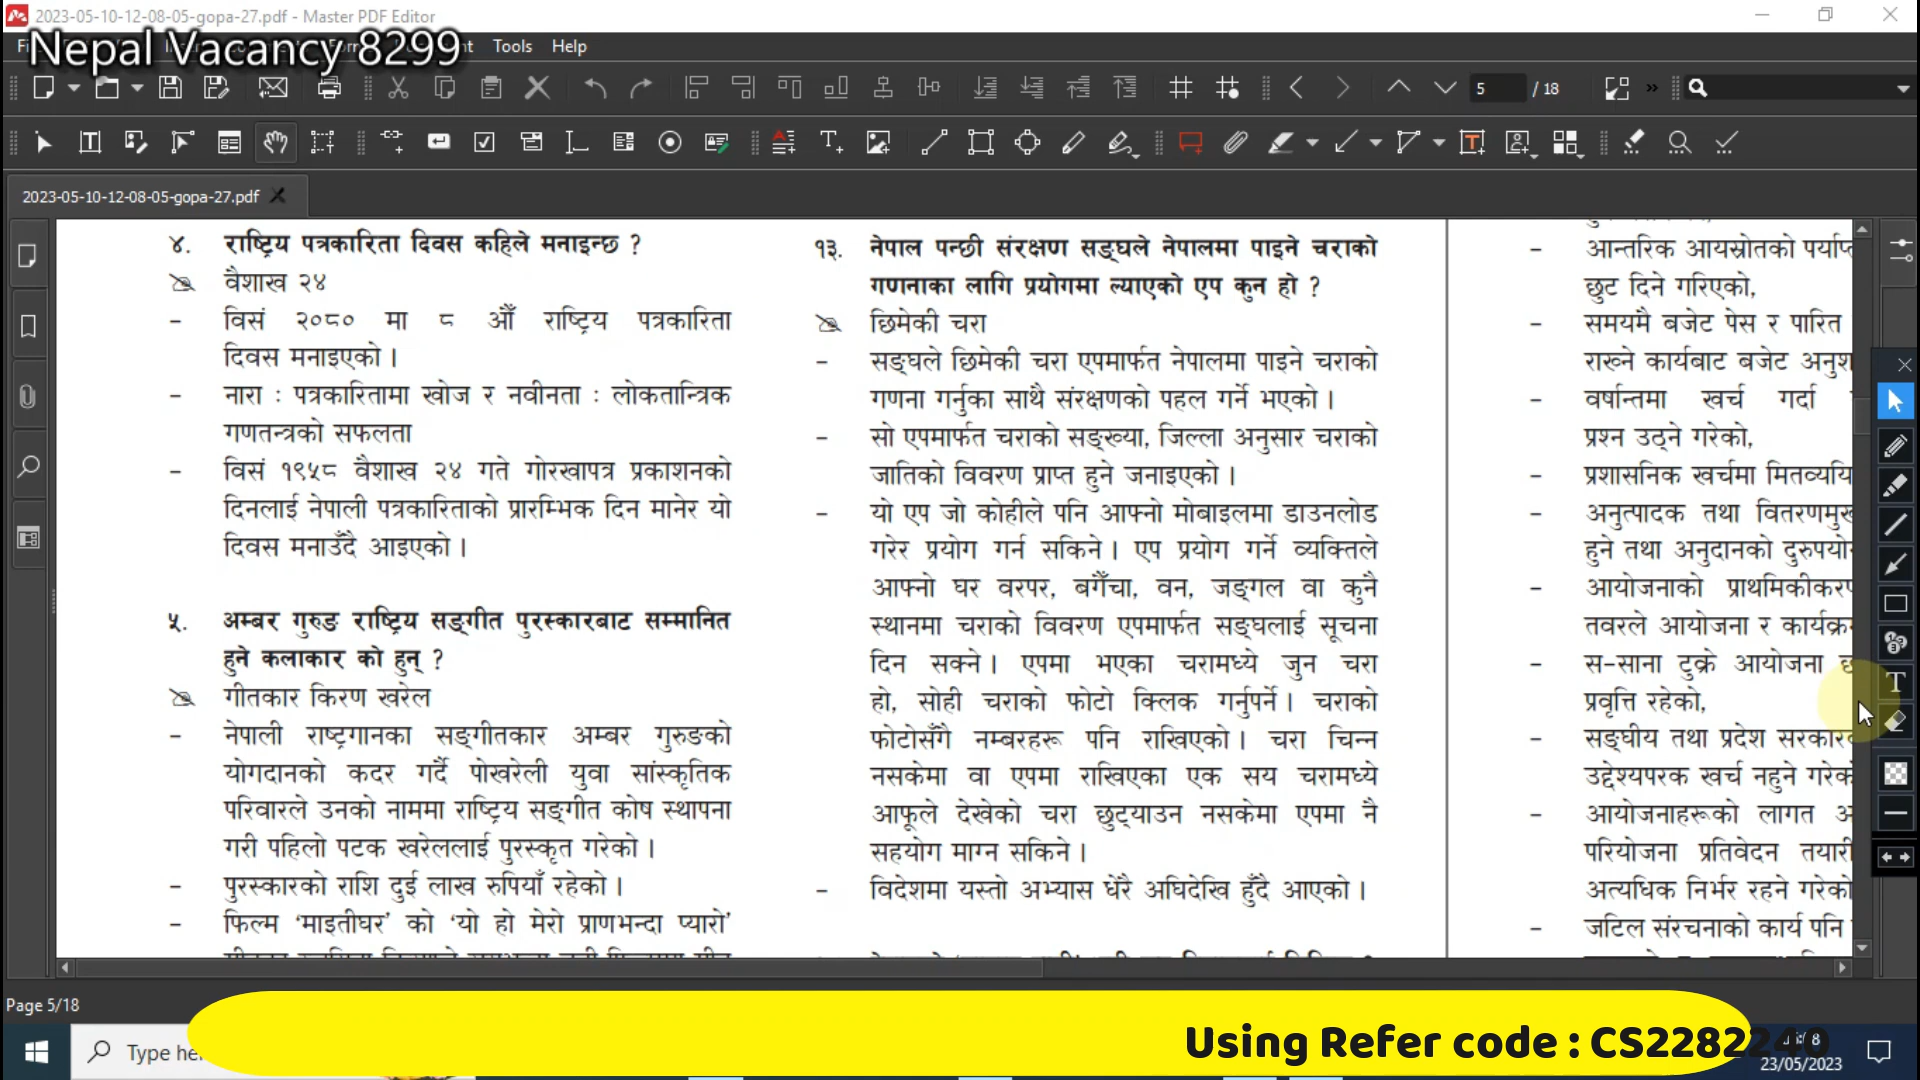 2023-05-10-12-08-05-gopa-27.pdf - Master PDF Editor
Nepal Vacancy 8299
Tools Help
5 / 18
2023-05-10-12-08-05-gopa-27.pdf
४. राष्ट्रिय पत्रकारिता दिवस कहिले मनाइन्छ ?
वैशाख २४
– विसं २०८० मा ८ औँ राष्ट्रिय पत्रकारिता
दिवस मनाइएको ।
– नारा : पत्रकारितामा खोज र नवीनता : लोकतान्त्रिक
गणतन्त्रको सफलता
– विसं १९५८ वैशाख २४ गते गोरखापत्र प्रकाशनको
दिनलाई नेपाली पत्रकारिताको प्रारम्भिक दिन मानेर यो
दिवस मनाउँदै आइएको ।
५. अम्बर गुरुङ राष्ट्रिय सङ्गीत पुरस्कारबाट सम्मानित
हुने कलाकार को हुन् ?
गीतकार किरण खरेल
– नेपाली राष्ट्रगानका सङ्गीतकार अम्बर गुरुङको
योगदानको कदर गर्दै पोखरेली युवा सांस्कृतिक
परिवारले उनको नाममा राष्ट्रिय सङ्गीत कोष स्थापना
गरी पहिलो पटक खरेललाई पुरस्कृत गरेको ।
– पुरस्कारको राशि दुई लाख रुपियाँ रहेको ।
– फिल्म ‘माइतीघर’ को ‘यो हो मेरो प्राणभन्दा प्यारो’
१३. नेपाल पन्छी संरक्षण सङ्घले नेपालमा पाइने चराको
गणनाका लागि प्रयोगमा ल्याएको एप कुन हो ?
छिमेकी चरा
– सङ्घले छिमेकी चरा एपमार्फत नेपालमा पाइने चराको
गणना गर्नुका साथै संरक्षणको पहल गर्ने भएको ।
– सो एपमार्फत चराको सङ्ख्या, जिल्ला अनुसार चराको
जातिको विवरण प्राप्त हुने जनाइएको ।
– यो एप जो कोहीले पनि आफ्नो मोबाइलमा डाउनलोड
गरेर प्रयोग गर्न सकिने । एप प्रयोग गर्ने व्यक्तिले
आफ्नो घर वरपर, बगैँचा, वन, जङ्गल वा कुनै
स्थानमा चराको विवरण एपमार्फत सङ्घलाई सूचना
दिन सक्ने । एपमा भएका चरामध्ये जुन चरा
हो, सोही चराको फोटो क्लिक गर्नुपर्ने । चराको
फोटोसँगै नम्बरहरू पनि राखिएको । चरा चिन्न
नसकेमा वा एपमा राखिएका एक सय चरामध्ये
आफूले देखेको चरा छुट्याउन नसकेमा एपमा नै
सहयोग माग्न सकिने ।
– विदेशमा यस्तो अभ्यास धेरै अघिदेखि हुँदै आएको ।
– आन्तरिक आयस्रोतको
छुट दिने गरिएको,
– समयमै बजेट पेस र पारित
राख्ने कार्यबाट बजेट
– वर्षान्तमा खर्च गर्दा
प्रश्न उठ्ने गरेको,
– प्रशासनिक खर्चमा
– अनुत्पादक तथा
हुने तथा अनुदानको
– आयोजनाको
तवरले आयोजना र
– स-साना टुक्रे आयोजना
प्रवृत्ति रहेको,
– सङ्घीय तथा प्रदेश
उद्देश्यपरक खर्च नहुने
– आयोजनाहरूको लागत
परियोजना प्रतिवेदन
अत्यधिक निर्भर रहने गरेको
– जटिल संरचनाको कार्य पनि
Page 5/18
Type
Using Refer code : CS2282240
23/05/2023